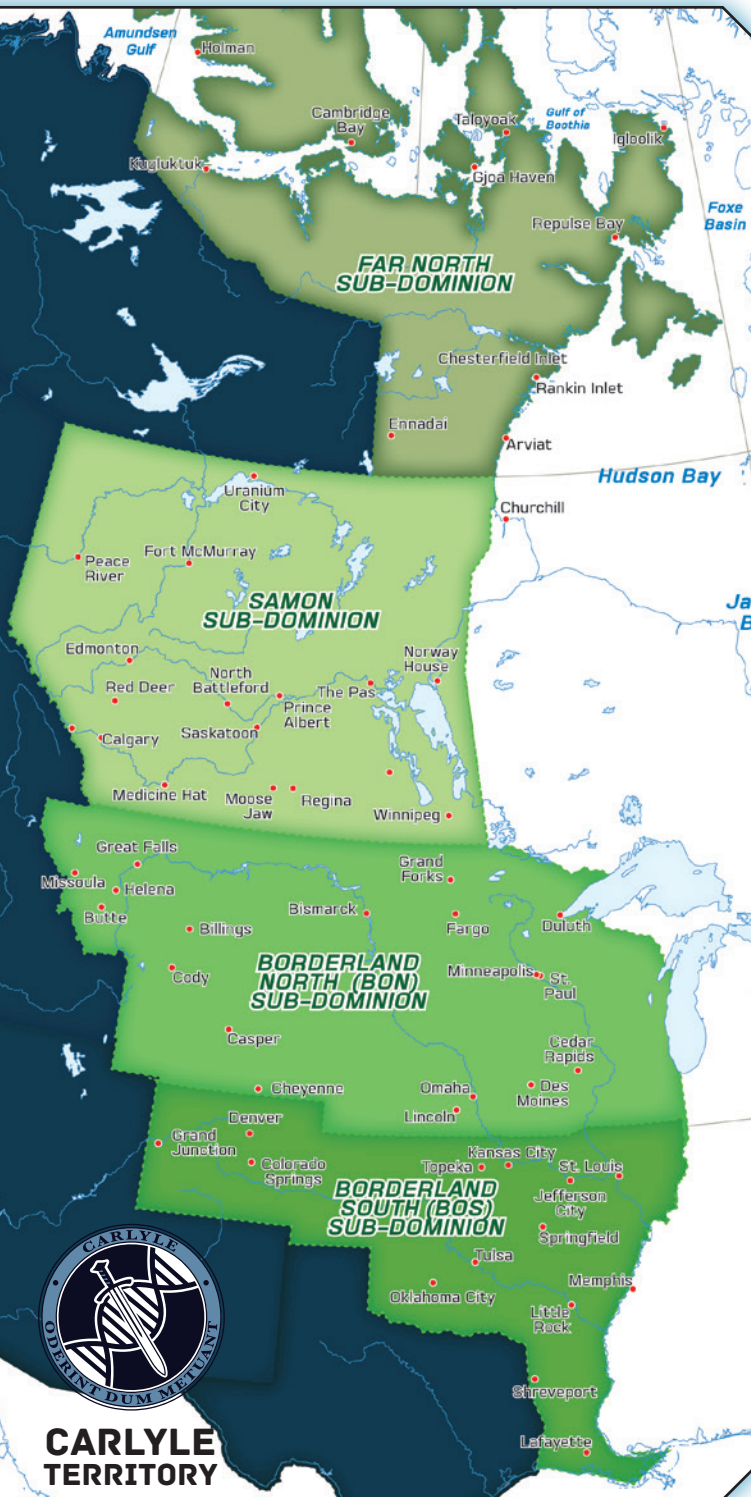 Amundsen
Gulf
Holman
Cambridge
Bay
Taloyoak
Gulf of
Boothia
Igloolik
Kugluktuk
Gjoa Haven
Foxe
Basin
Repulse Bay
FAR NORTH
SUB-DOMINION
Chesterfield Inlet
Rankin Inlet
Ennadai
Arviat
Hudson Bay
Uranium
City
Churchill
Peace
River
Fort McMurray
SAMON
SUB-DOMINION
Ja
B
Edmonton
Norway
House
Red Deer
North
Battleford
The Pas
Prince
Albert
Calgary
Saskatoon
Medicine Hat
Moose
Jaw
Regina
Winnipeg
Great Falls
Grand
Forks
Missoula
Helena
Butte
Bismarck
Fargo
Duluth
Billings
BORDERLAND
NORTH (BON)
SUB-DOMINION
Minneapolis
St.
Paul
Cody
Casper
Cedar
Rapids
Cheyenne
Omaha
Des
Moines
Lincoln
Denver
Grand
Junction
Colorado
Springs
Kansas City
Topeka
St. Louis
BORDERLAND
SOUTH (BOS)
SUB-DOMINION
Jefferson
City
Springfield
Tulsa
Oklahoma City
Memphis
Little
Rock
Shreveport
Lafayette
CARLYLE
ODERINT DUM METUANT
CARLYLE
TERRITORY